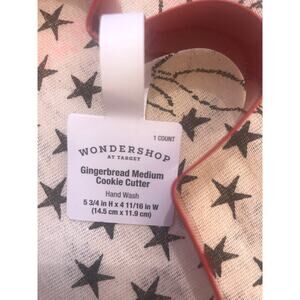 1 COUNT
WONDERSHOP
AT TARGET
Gingerbread Medium
Cookie Cutter
Hand Wash
5 3/4 in H x 4 11/16 in W
(14.5 cm x 11.9 cm)